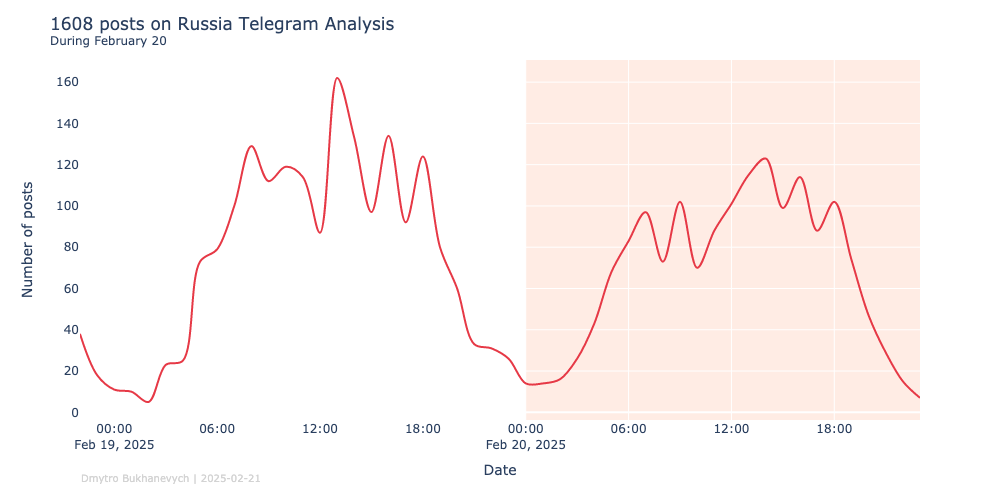 1608 posts on Russia Telegram Analysis
During February 20
160
140
120
100
80
60
40
20
0
Number of posts
00:00 06:00 12:00 18:00 00:00 06:00 12:00 18:00
Feb 19, 2025 Feb 20, 2025
Date
Dmytro Bukhanevych | 2025-02-21